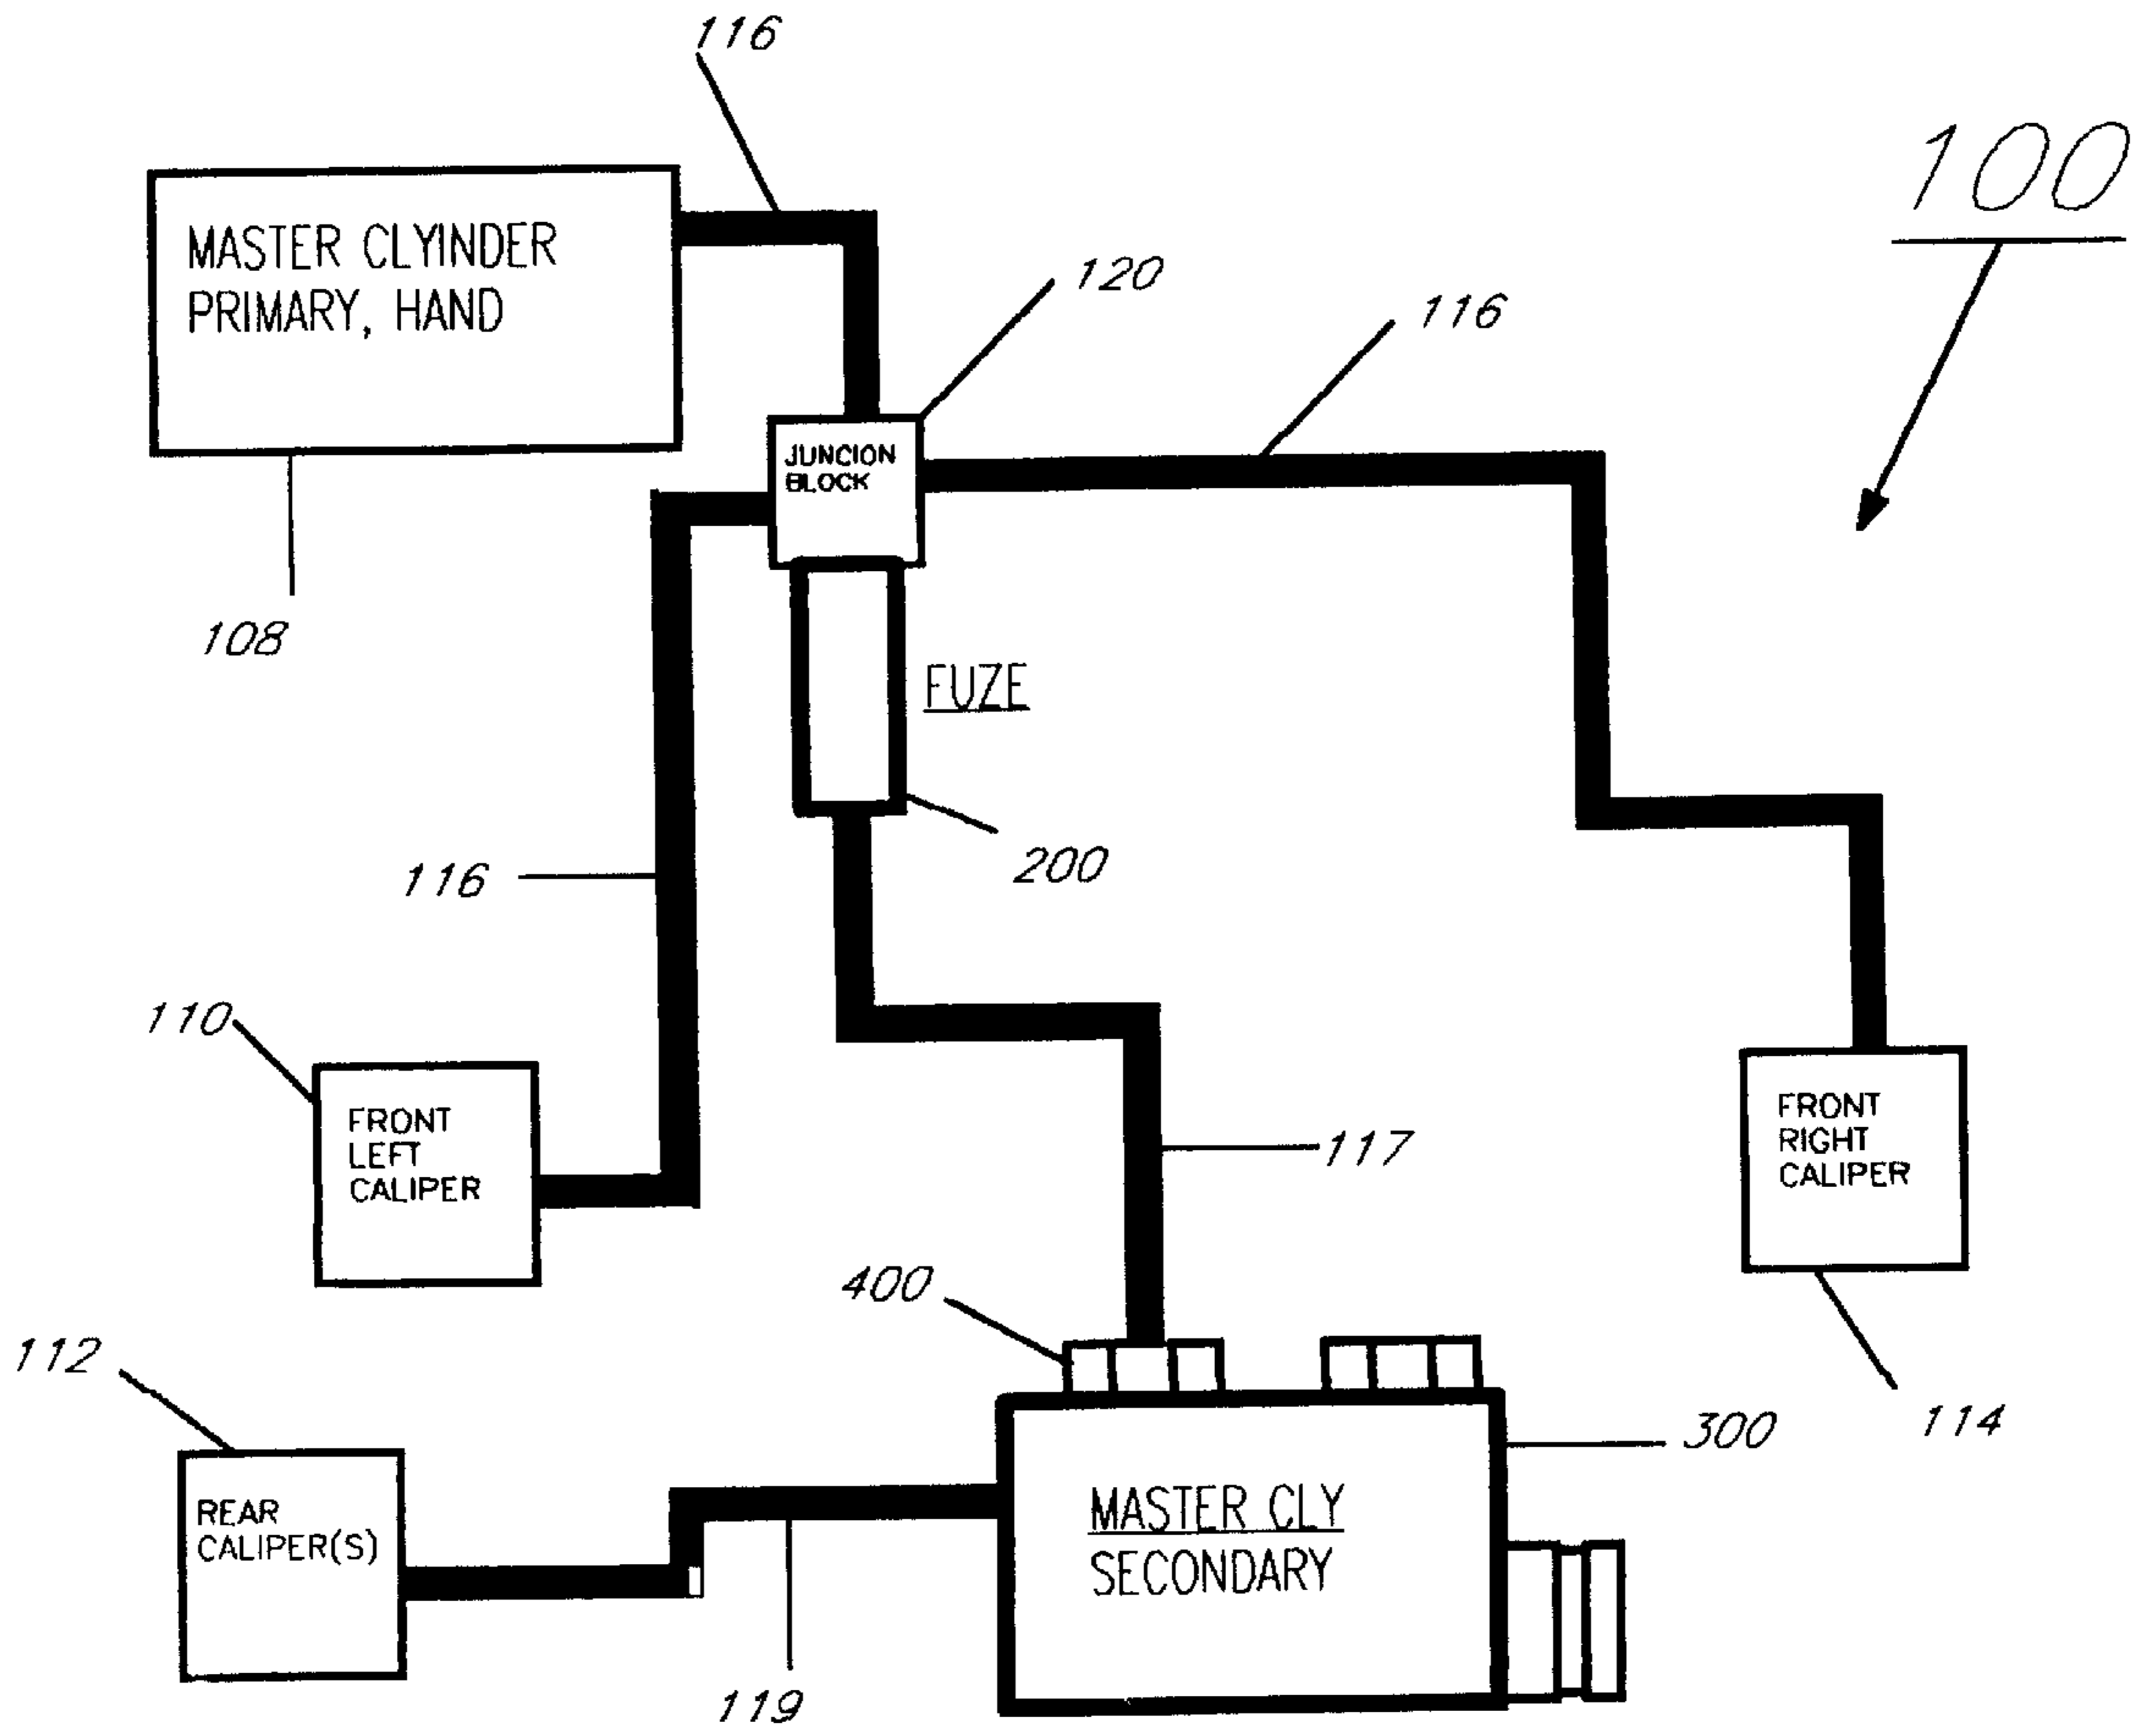 116
100
MASTER CLYINDER
PRIMARY, HAND
120
116
JUNCION
BLOCK
108
FUZE
200
116
110
FRONT
LEFT
CALIPER
117
FRONT
RIGHT
CALIPER
400
112
114
300
REAR
CALIPER(S)
MASTER CLY
SECONDARY
119